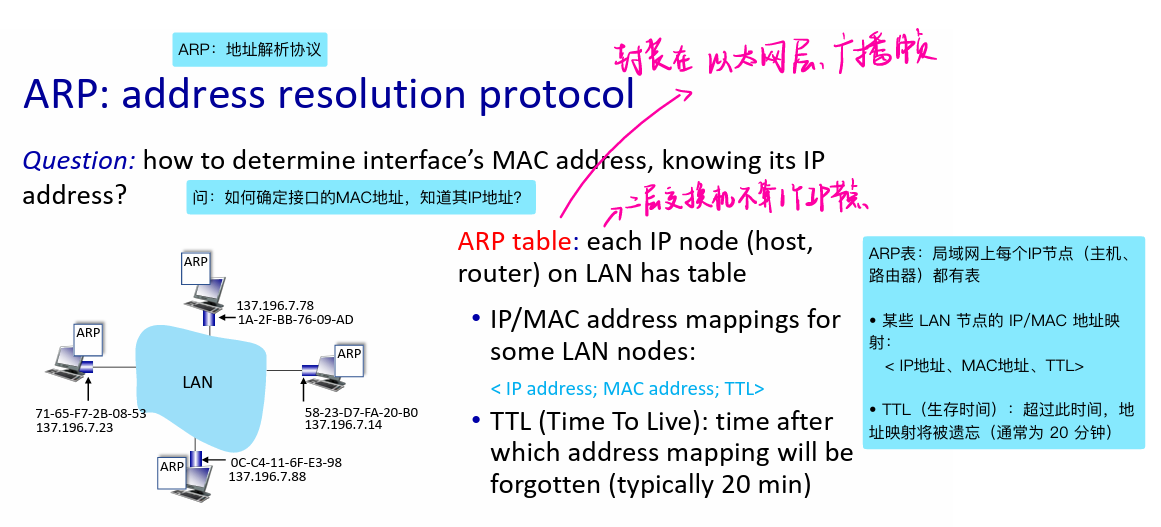 ARP：地址解析协议
封装在 以太网层、广播帧
ARP: address resolution protocol
Question: how to determine interface’s MAC address, knowing its IP
address?
问：如何确定接口的MAC地址，知道其IP地址？
二层交换机不算1个IP节点
ARP table: each IP node (host,
router) on LAN has table
• IP/MAC address mappings for
some LAN nodes:
< IP address; MAC address; TTL>
• TTL (Time To Live): time after
which address mapping will be
forgotten (typically 20 min)
ARP表：局域网上每个IP节点（主机、
路由器）都有表
• 某些 LAN 节点的 IP/MAC 地址映
射：
< IP地址、MAC地址、TTL>
• TTL（生存时间）：超过此时间，地
址映射将被遗忘（通常为 20 分钟）
ARP
137.196.7.78
1A-2F-BB-76-09-AD
ARP
LAN
ARP
71-65-F7-2B-08-53
137.196.7.23
58-23-D7-FA-20-B0
137.196.7.14
ARP
0C-C4-11-6F-E3-98
137.196.7.88